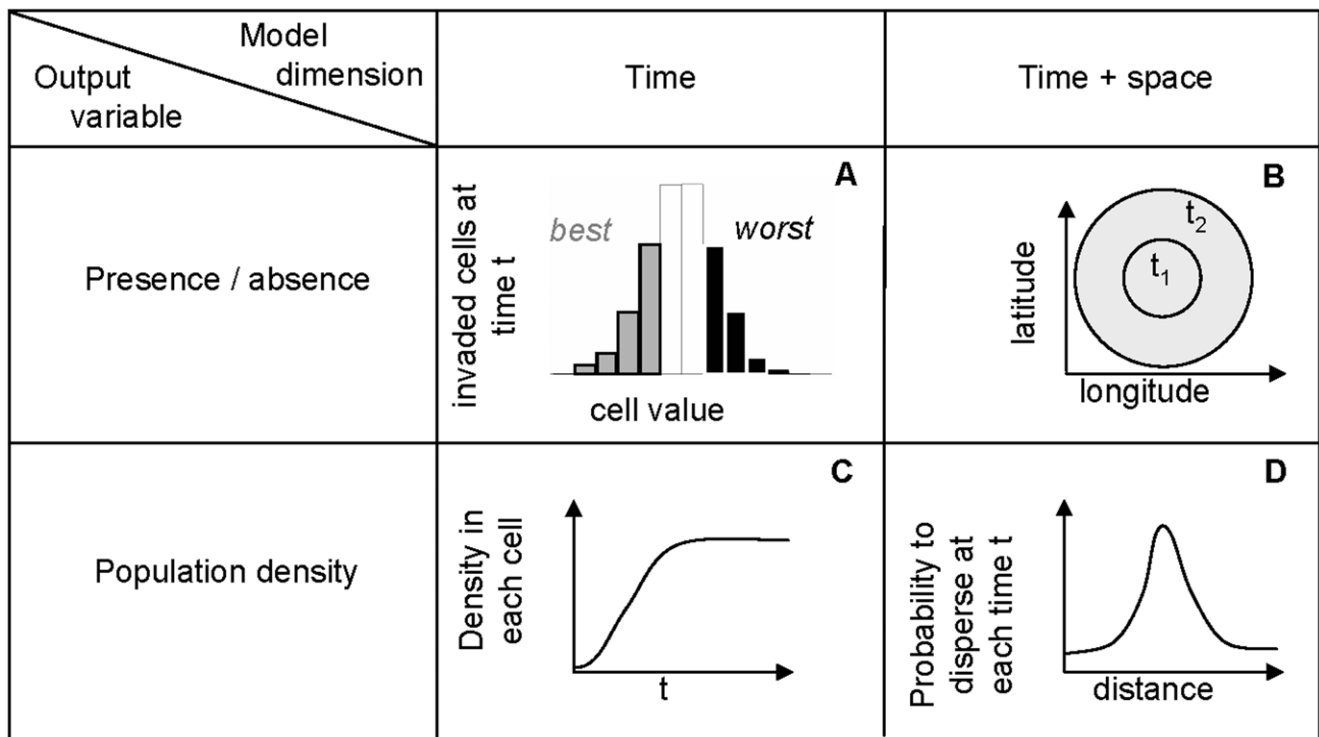 Model
dimension
Output
variable
Time
Time + space
Presence / absence
A
invaded cells at
time t
best
worst
cell value
B
latitude
t2
t1
longitude
Population density
C
Density in
each cell
t
D
Probability to
disperse at
each time t
distance